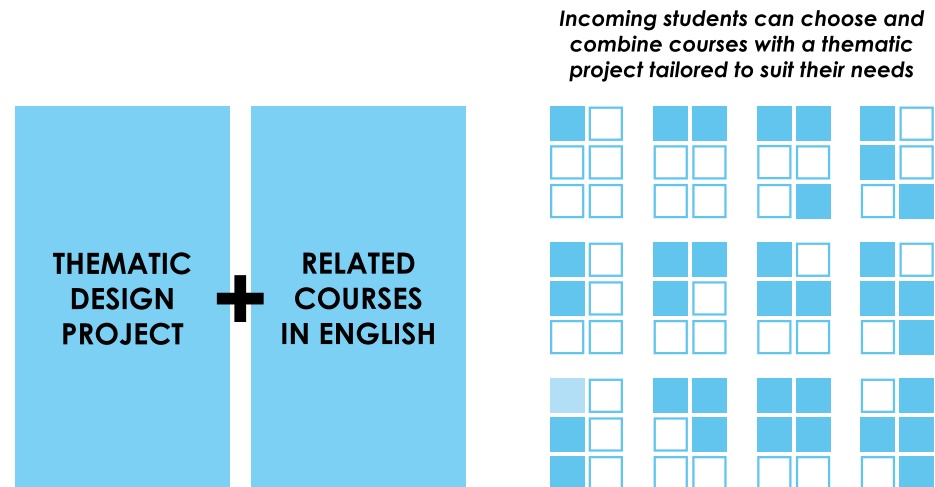 Incoming students can choose and
combine courses with a thematic
project tailored to suit their needs
THEMATIC
DESIGN
PROJECT
+
RELATED
COURSES
IN ENGLISH